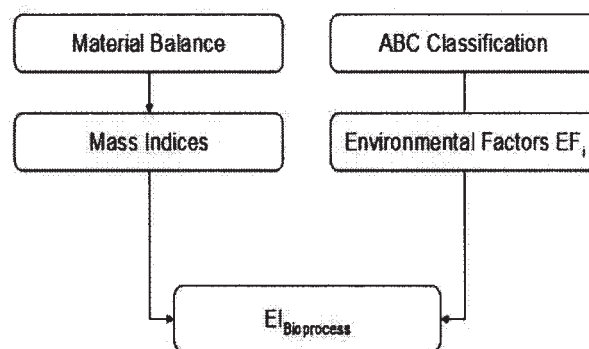 Material Balance
ABC Classification
Mass Indices
Environmental Factors EFi
EIBioprocess